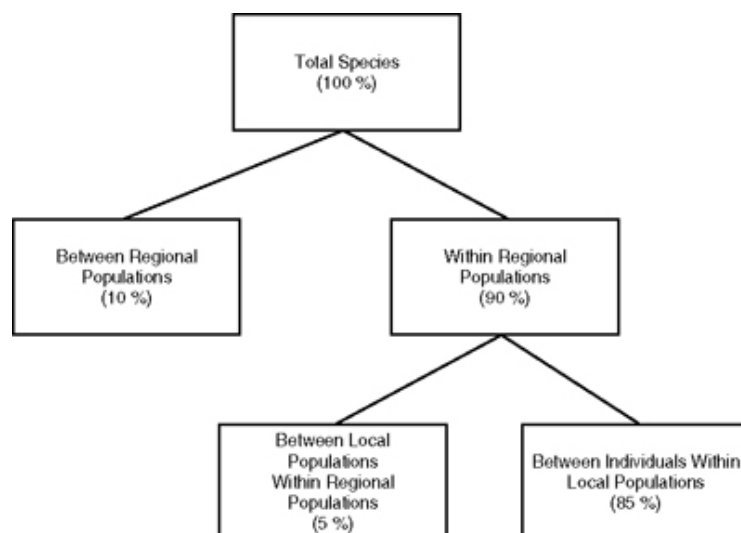 Total Species
(100 %)
Between Regional
Populations
(10 %)
Within Regional
Populations
(90 %)
Between Local
Populations
Within Regional
Populations
(5 %)
Between Individuals Within
Local Populations
(85 %)